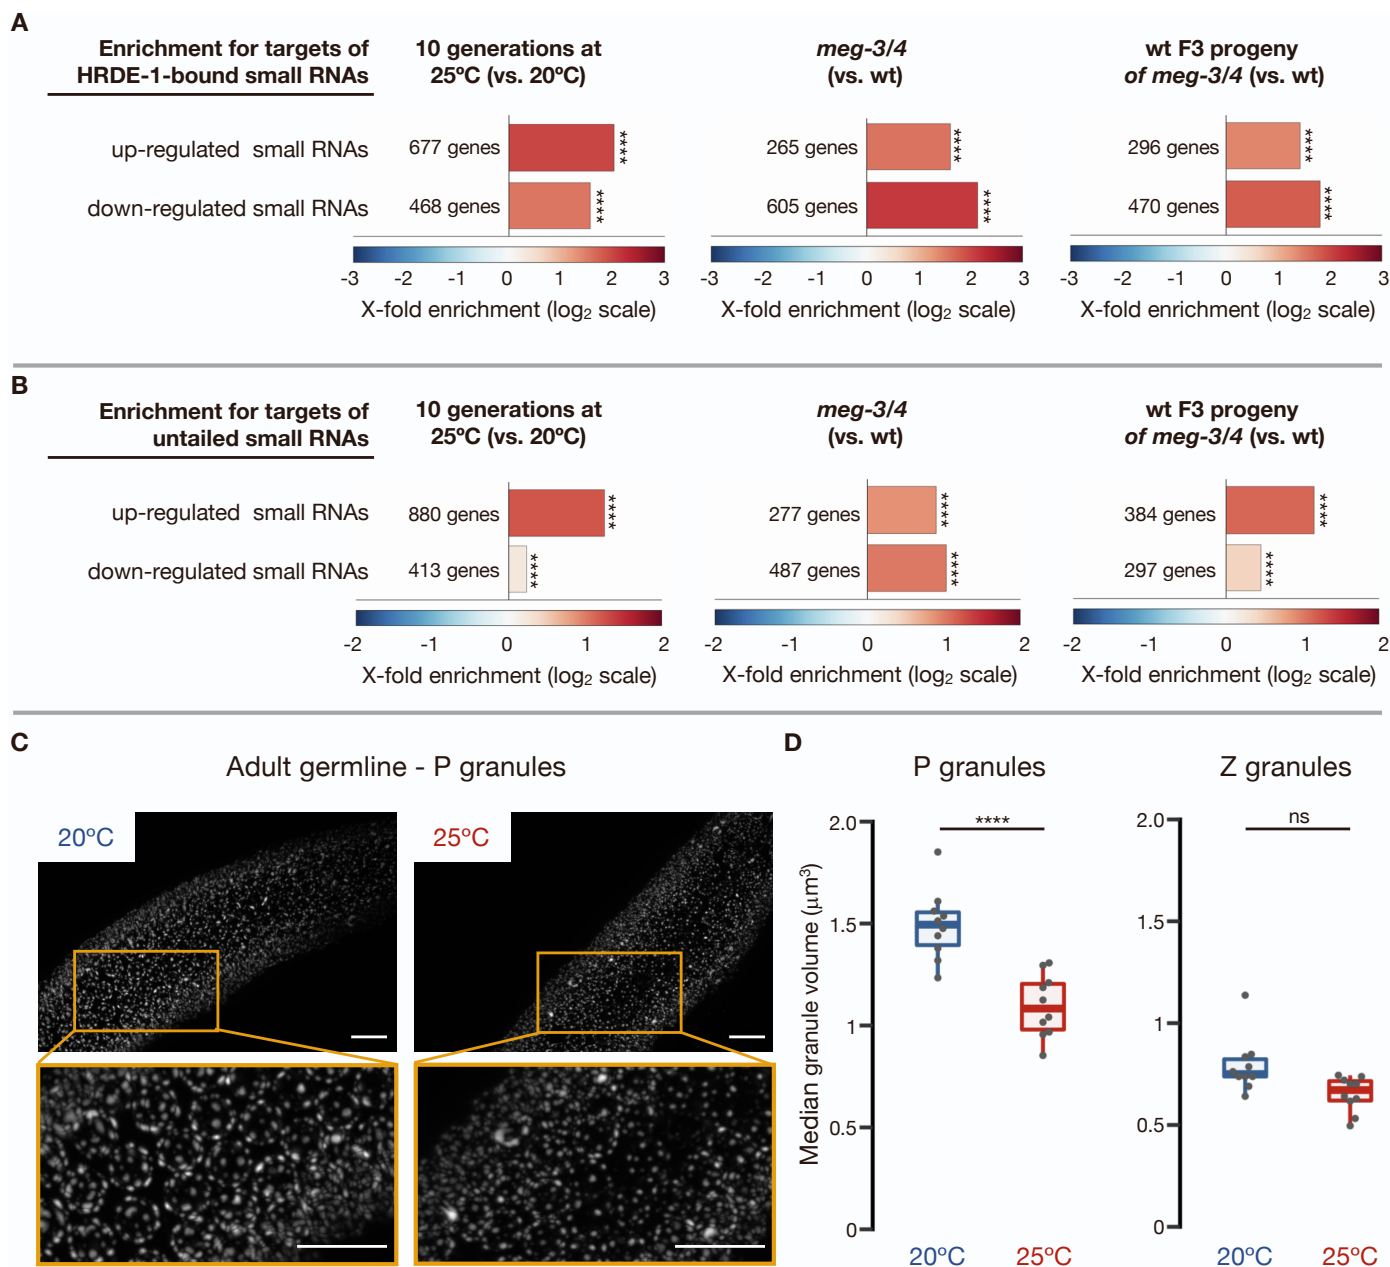 A
Enrichment for targets of
HRDE-1-bound small RNAs
10 generations at
25ºC (vs. 20ºC)
meg-3/4
(vs. wt)
wt F3 progeny
of meg-3/4 (vs. wt)
up-regulated small RNAs
677 genes
****
265 genes
****
296 genes
****
down-regulated small RNAs
468 genes
****
605 genes
****
470 genes
****
-3 -2 -1 0 1 2 3
-3 -2 -1 0 1 2 3
-3 -2 -1 0 1 2 3
X-fold enrichment (log₂ scale)
X-fold enrichment (log₂ scale)
X-fold enrichment (log₂ scale)
B
Enrichment for targets of
untailed small RNAs
10 generations at
25ºC (vs. 20ºC)
meg-3/4
(vs. wt)
wt F3 progeny
of meg-3/4 (vs. wt)
up-regulated small RNAs
880 genes
****
277 genes
****
384 genes
****
down-regulated small RNAs
413 genes
****
487 genes
****
297 genes
****
-2 -1 0 1 2
-2 -1 0 1 2
-2 -1 0 1 2
X-fold enrichment (log₂ scale)
X-fold enrichment (log₂ scale)
X-fold enrichment (log₂ scale)
C
Adult germline - P granules
20ºC
25ºC
D
P granules
Z granules
Median granule volume (μm³)
2.0
1.5
1
0.5
0
****
20ºC
25ºC
2.0
1.5
1
0.5
0
ns
20ºC
25ºC